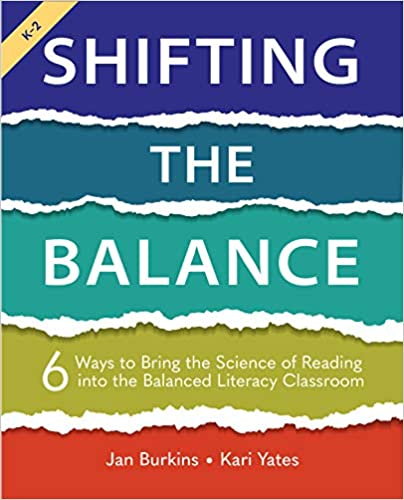 K-2
SHIFTING
THE
BALANCE
6 Ways to Bring the Science of Reading
into the Balanced Literacy Classroom
Jan Burkins • Kari Yates